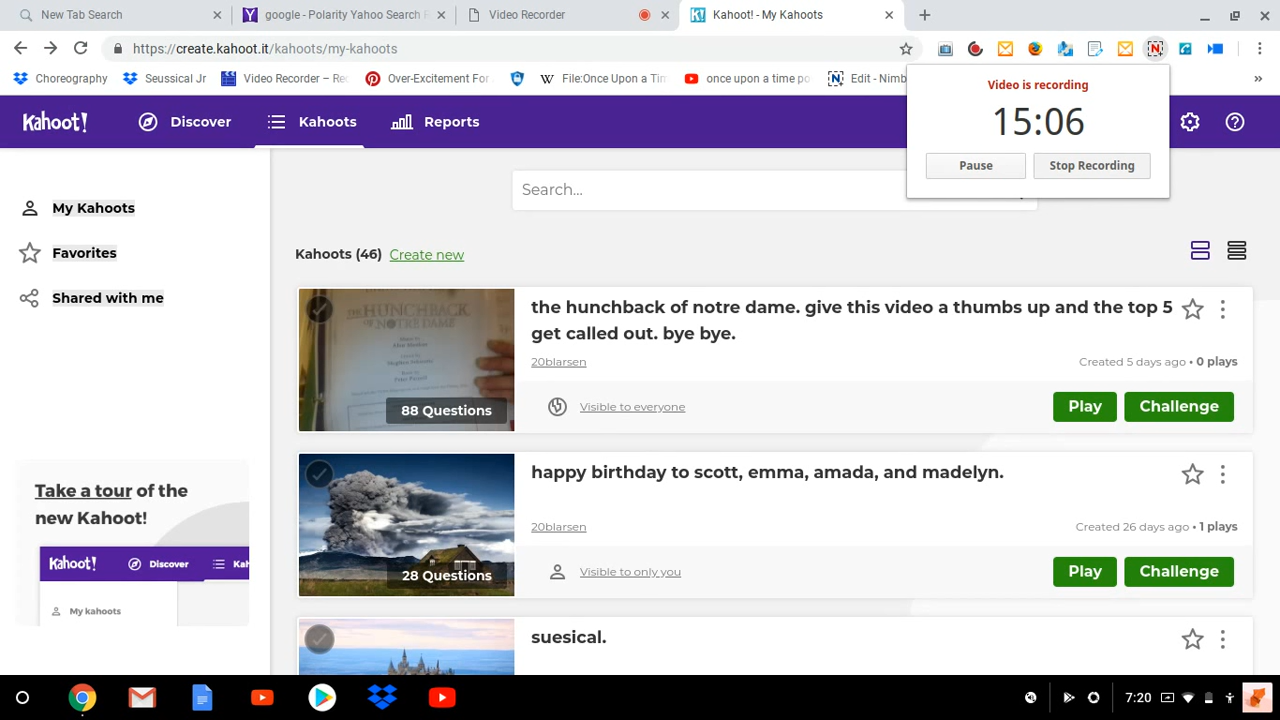 New Tab Search
google - Polarity Yahoo Search R
Video Recorder
Kahoot! - My Kahoots
https://create.kahoot.it/kahoots/my-kahoots
Choreography
Seussical Jr
Video Recorder – Re
Over-Excitement For
File:Once Upon a Tim
once upon a time po
Edit - Nimb
»
Video is recording
15:06
Pause
Stop Recording
Kahoot!
Discover
Kahoots
Reports
My Kahoots
Favorites
Shared with me
Search...
Kahoots (46)
Create new
THE HUNCHBACK
OF NOTRE DAME
88 Questions
the hunchback of notre dame. give this video a thumbs up and the top 5
get called out. bye bye.
20blarsen
Created 5 days ago • 0 plays
Visible to everyone
Play
Challenge
28 Questions
happy birthday to scott, emma, amada, and madelyn.
20blarsen
Created 26 days ago • 1 plays
Visible to only you
Play
Challenge
suesical.
Take a tour of the
new Kahoot!
Kahoot!
Discover
Kah
My kahoots
7:20